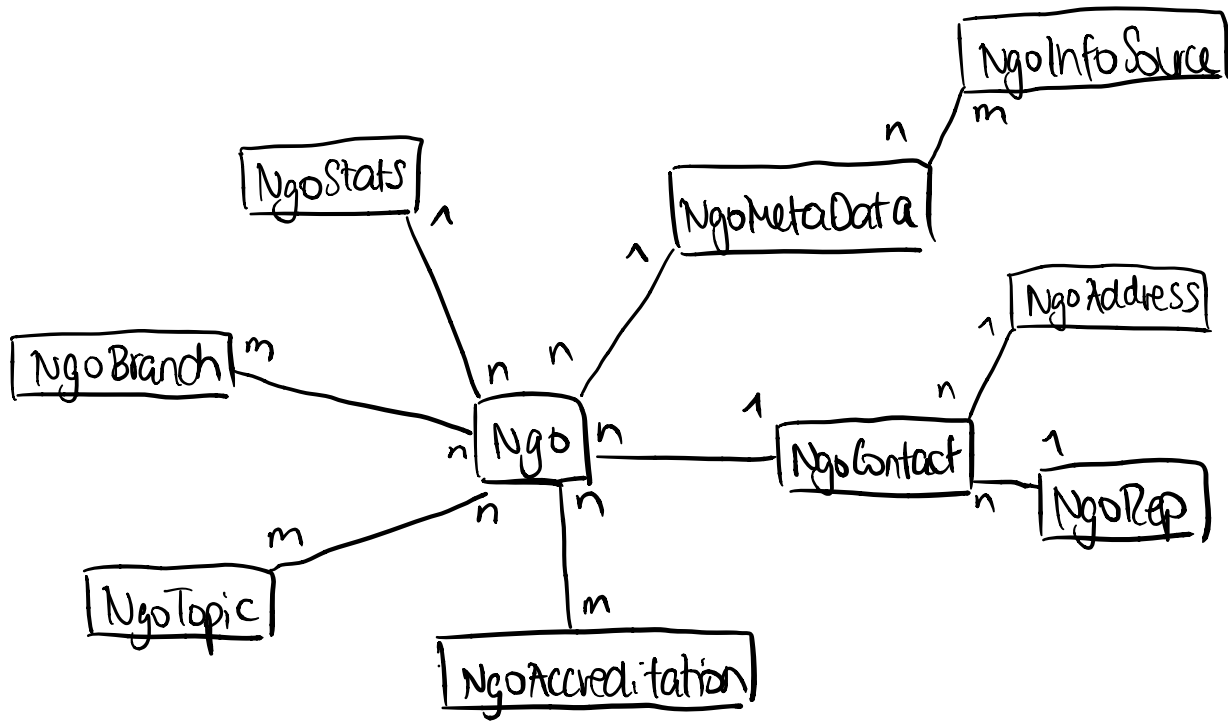 NgoInfoSource
m
n
NgoStats
1
NgoMetaData
1
NgoAddress
1
NgoBranch
m
n
n
n
Ngo
n
1
n
NgoContact
1
n
NgoRep
n
n
m
NgoTopic
m
NgoAccreditation